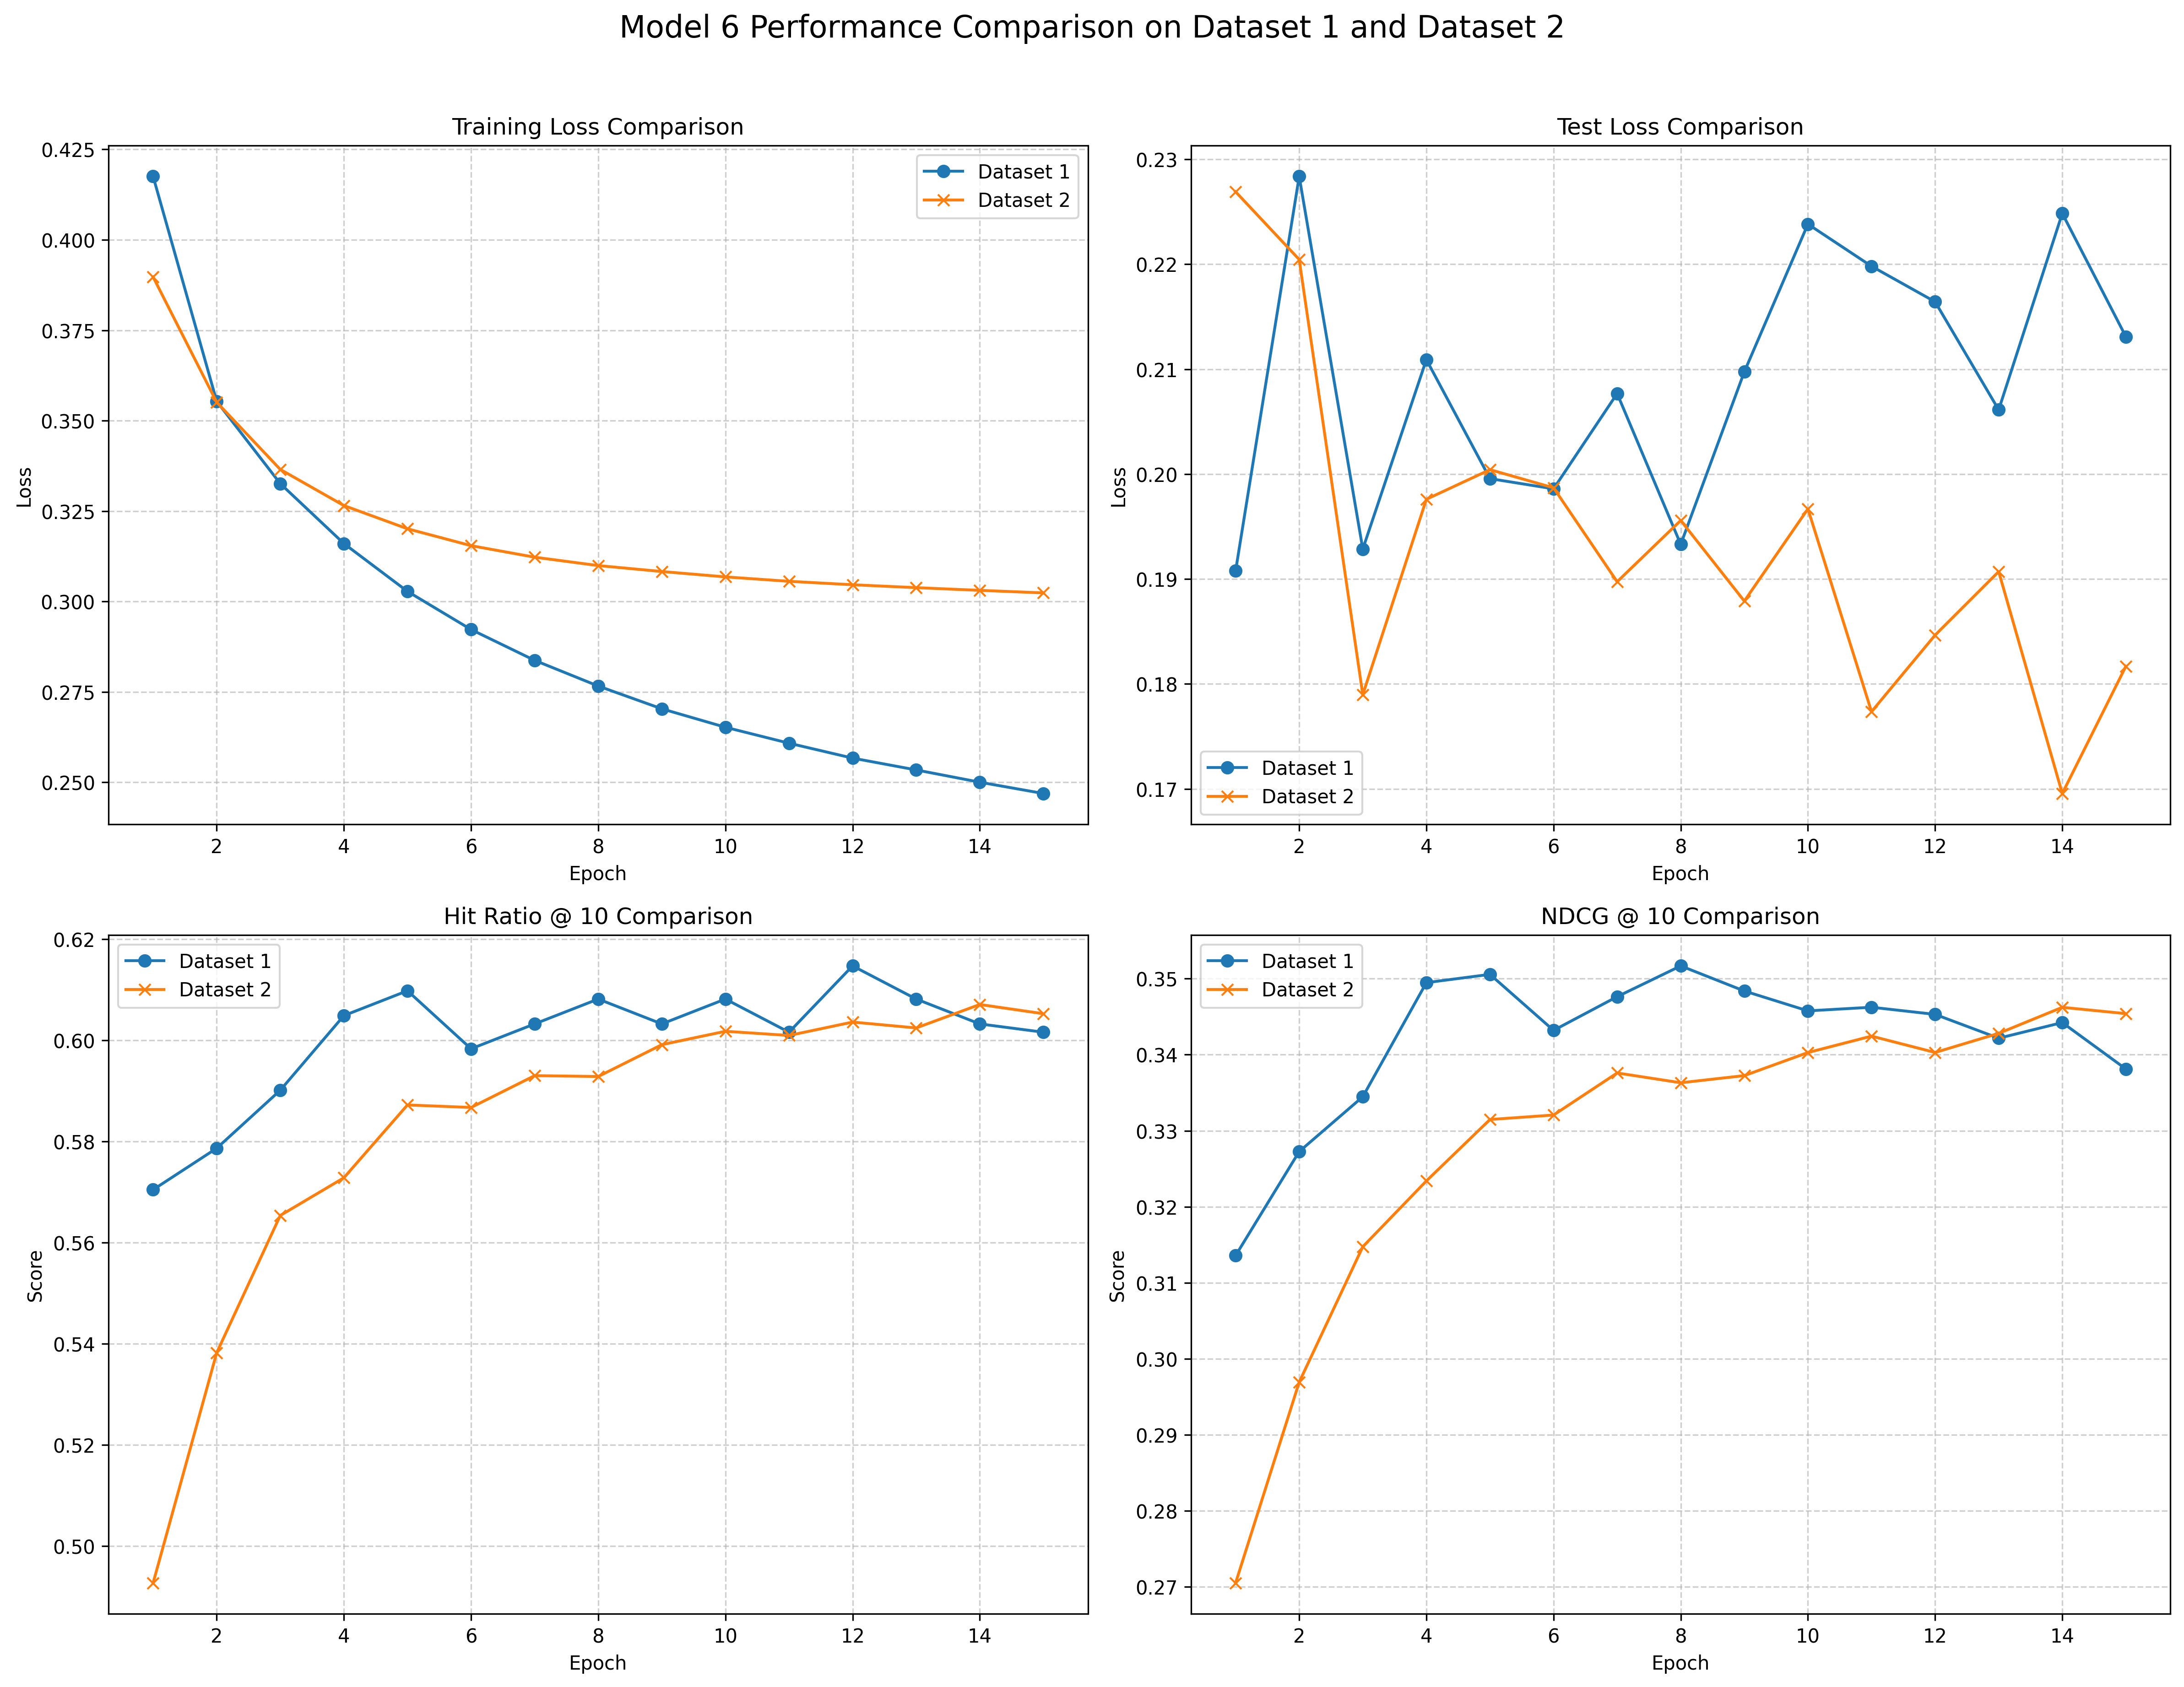 Model 6 Performance Comparison on Dataset 1 and Dataset 2
Training Loss Comparison
0.425
0.400
0.375
0.350
0.325
0.300
0.275
0.250
Loss
Dataset 1
Dataset 2
2 4 6 8 10 12 14
Epoch
Test Loss Comparison
0.23
0.22
0.21
0.20
0.19
0.18
0.17
Loss
Dataset 1
Dataset 2
2 4 6 8 10 12 14
Epoch
Hit Ratio @ 10 Comparison
0.62
0.60
0.58
0.56
0.54
0.52
0.50
Score
Dataset 1
Dataset 2
2 4 6 8 10 12 14
Epoch
NDCG @ 10 Comparison
0.35
0.34
0.33
0.32
0.31
0.30
0.29
0.28
0.27
Score
Dataset 1
Dataset 2
2 4 6 8 10 12 14
Epoch